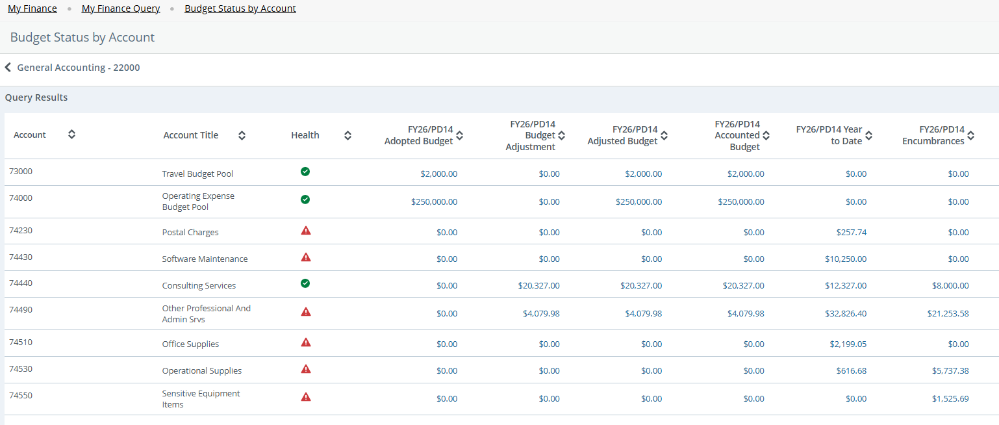 My Finance • My Finance Query • Budget Status by Account
Budget Status by Account
General Accounting - 22000
Query Results
Account Account Title Health FY26/PD14 Adopted Budget FY26/PD14 Budget Adjustment FY26/PD14 Adjusted Budget FY26/PD14 Accounted Budget FY26/PD14 Year to Date FY26/PD14 Encumbrances
73000 Travel Budget Pool $2,000.00 $0.00 $2,000.00 $2,000.00 $0.00 $0.00
74000 Operating Expense Budget Pool $250,000.00 $0.00 $250,000.00 $250,000.00 $0.00 $0.00
74230 Postal Charges $0.00 $0.00 $0.00 $0.00 $257.74 $0.00
74430 Software Maintenance $0.00 $0.00 $0.00 $0.00 $10,250.00 $0.00
74440 Consulting Services $0.00 $20,327.00 $20,327.00 $20,327.00 $12,327.00 $8,000.00
74490 Other Professional And Admin Srvs $0.00 $4,079.98 $4,079.98 $4,079.98 $32,826.40 $21,253.58
74510 Office Supplies $0.00 $0.00 $0.00 $0.00 $2,199.05 $0.00
74530 Operational Supplies $0.00 $0.00 $0.00 $0.00 $616.68 $5,737.38
74550 Sensitive Equipment Items $0.00 $0.00 $0.00 $0.00 $0.00 $1,525.69